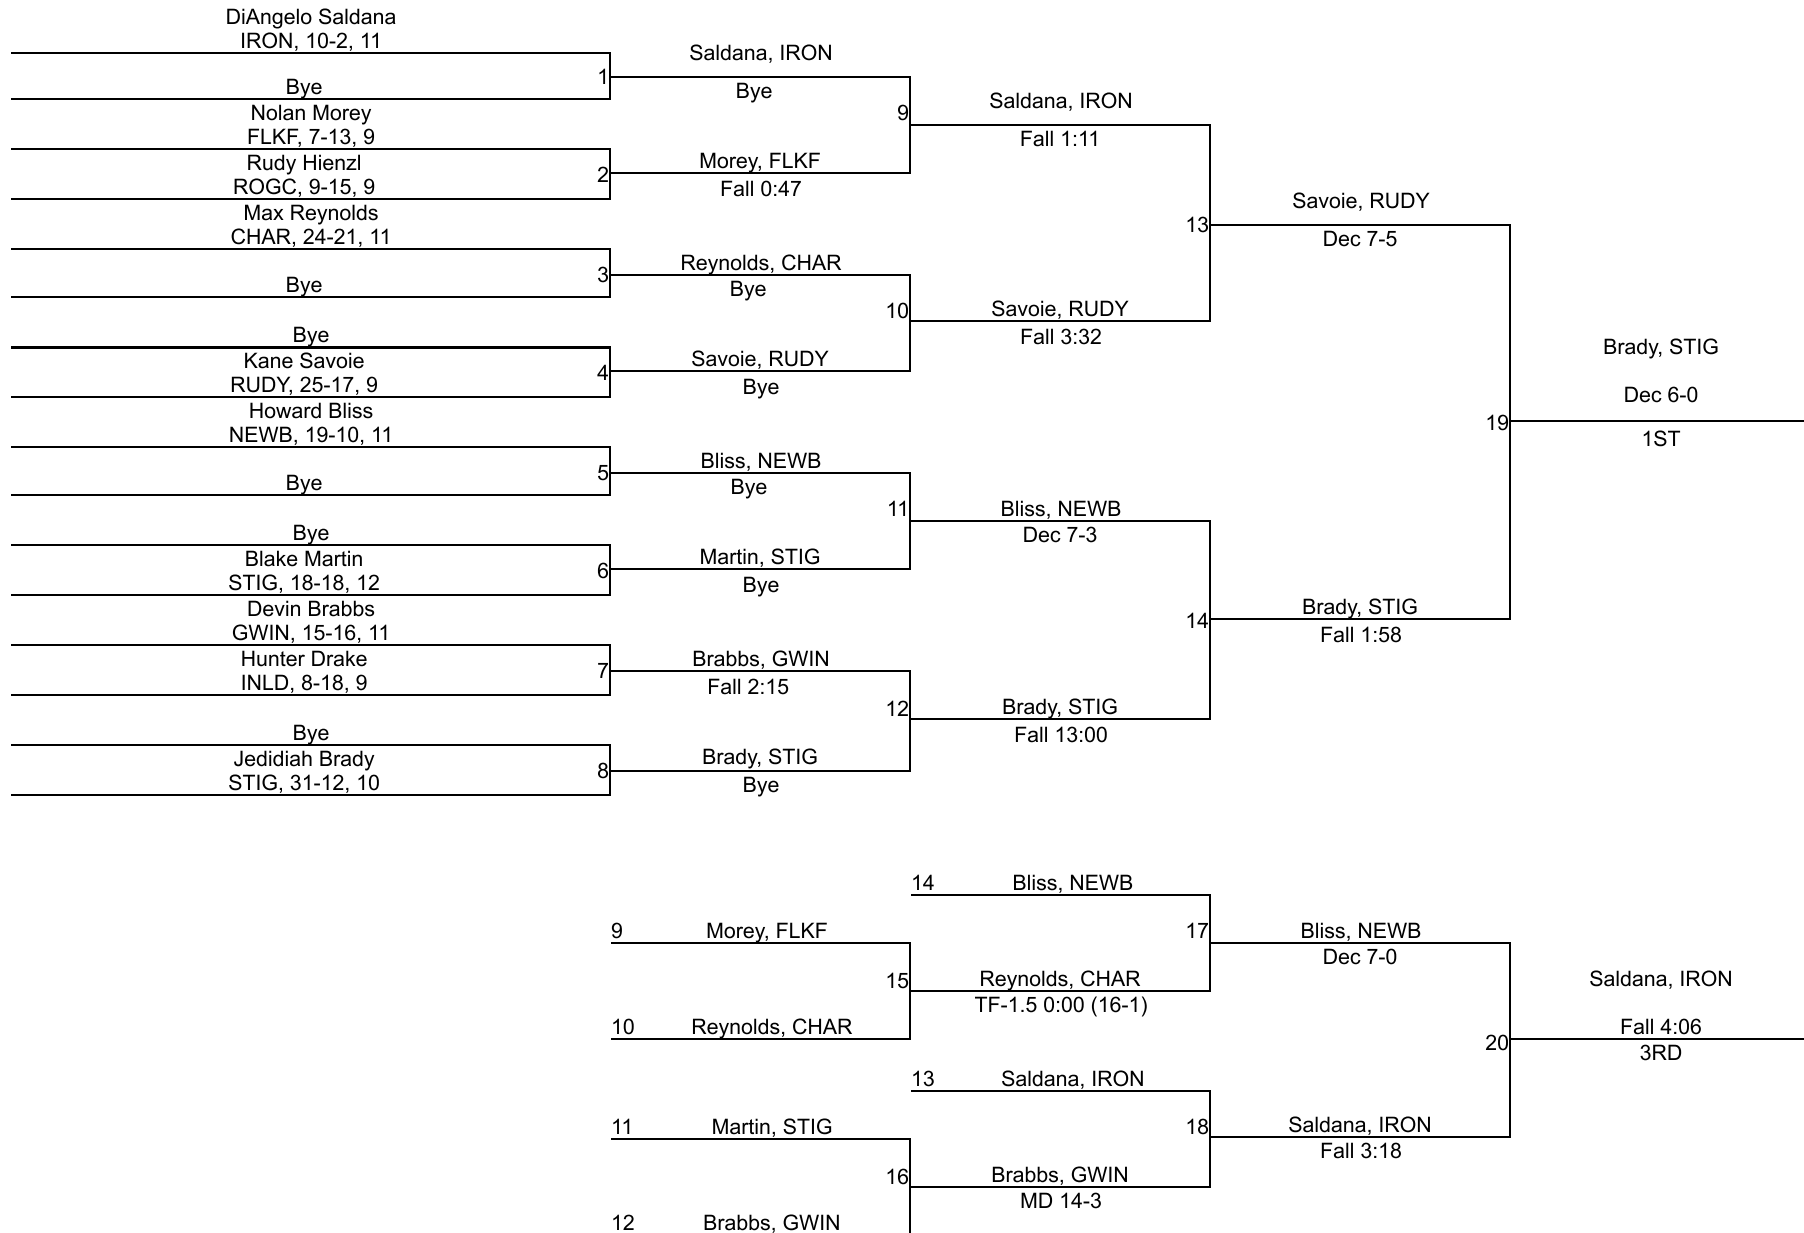 DiAngelo Saldana
IRON, 10-2, 11
Bye
1
Nolan Morey
FLKF, 7-13, 9
Rudy Hienzl
ROGC, 9-15, 9
2
Max Reynolds
CHAR, 24-21, 11
Bye
3
Bye
Kane Savoie
RUDY, 25-17, 9
4
Howard Bliss
NEWB, 19-10, 11
Bye
5
Bye
Blake Martin
STIG, 18-18, 12
6
Devin Brabbs
GWIN, 15-16, 11
Hunter Drake
INLD, 8-18, 9
7
Bye
Jedidiah Brady
STIG, 31-12, 10
8
Saldana, IRON
Bye
9
Morey, FLKF
Fall 0:47
Reynolds, CHAR
Bye
10
Savoie, RUDY
Bye
Bliss, NEWB
Bye
11
Martin, STIG
Bye
Brabbs, GWIN
Fall 2:15
12
Brady, STIG
Bye
Saldana, IRON
Fall 1:11
13
Savoie, RUDY
Fall 3:32
Bliss, NEWB
Dec 7-3
14
Brady, STIG
Fall 13:00
Savoie, RUDY
Dec 7-5
19
Brady, STIG
Fall 1:58
Brady, STIG
Dec 6-0
1ST
9
Morey, FLKF
15
10
Reynolds, CHAR
11
Martin, STIG
16
12
Brabbs, GWIN
14
Bliss, NEWB
17
Reynolds, CHAR
TF-1.5 0:00 (16-1)
13
Saldana, IRON
18
Brabbs, GWIN
MD 14-3
Bliss, NEWB
Dec 7-0
20
Saldana, IRON
Fall 3:18
Saldana, IRON
Fall 4:06
3RD